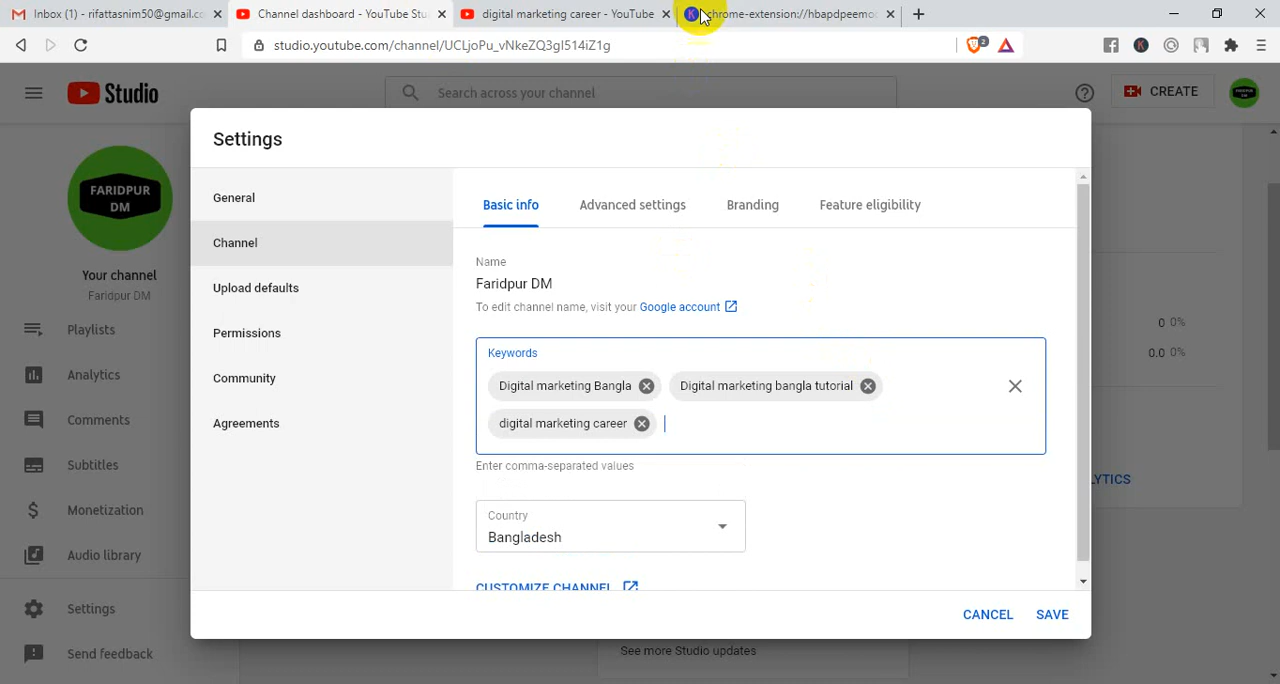 Inbox (1) - rifattasnim50@gmail.co
Channel dashboard - YouTube Stu
digital marketing career - YouTube
K chrome-extension://hbapdpeemoc
studio.youtube.com/channel/UCLjoPu_vNkeZQ3gI514iZ1g
2
Studio
Search across your channel
CREATE
Settings
FARIDPUR
DM
Your channel
Faridpur DM
Playlists
Analytics
Comments
Subtitles
Monetization
Audio library
Settings
Send feedback
General
Channel
Upload defaults
Permissions
Community
Agreements
Basic info
Advanced settings
Branding
Feature eligibility
Name
Faridpur DM
To edit channel name, visit your Google account
Keywords
Digital marketing Bangla
Digital marketing bangla tutorial
digital marketing career
Enter comma-separated values
Country
Bangladesh
CUSTOMIZE CHANNEL
CANCEL
SAVE
0 0%
0.0 0%
LYTICS
See more Studio updates